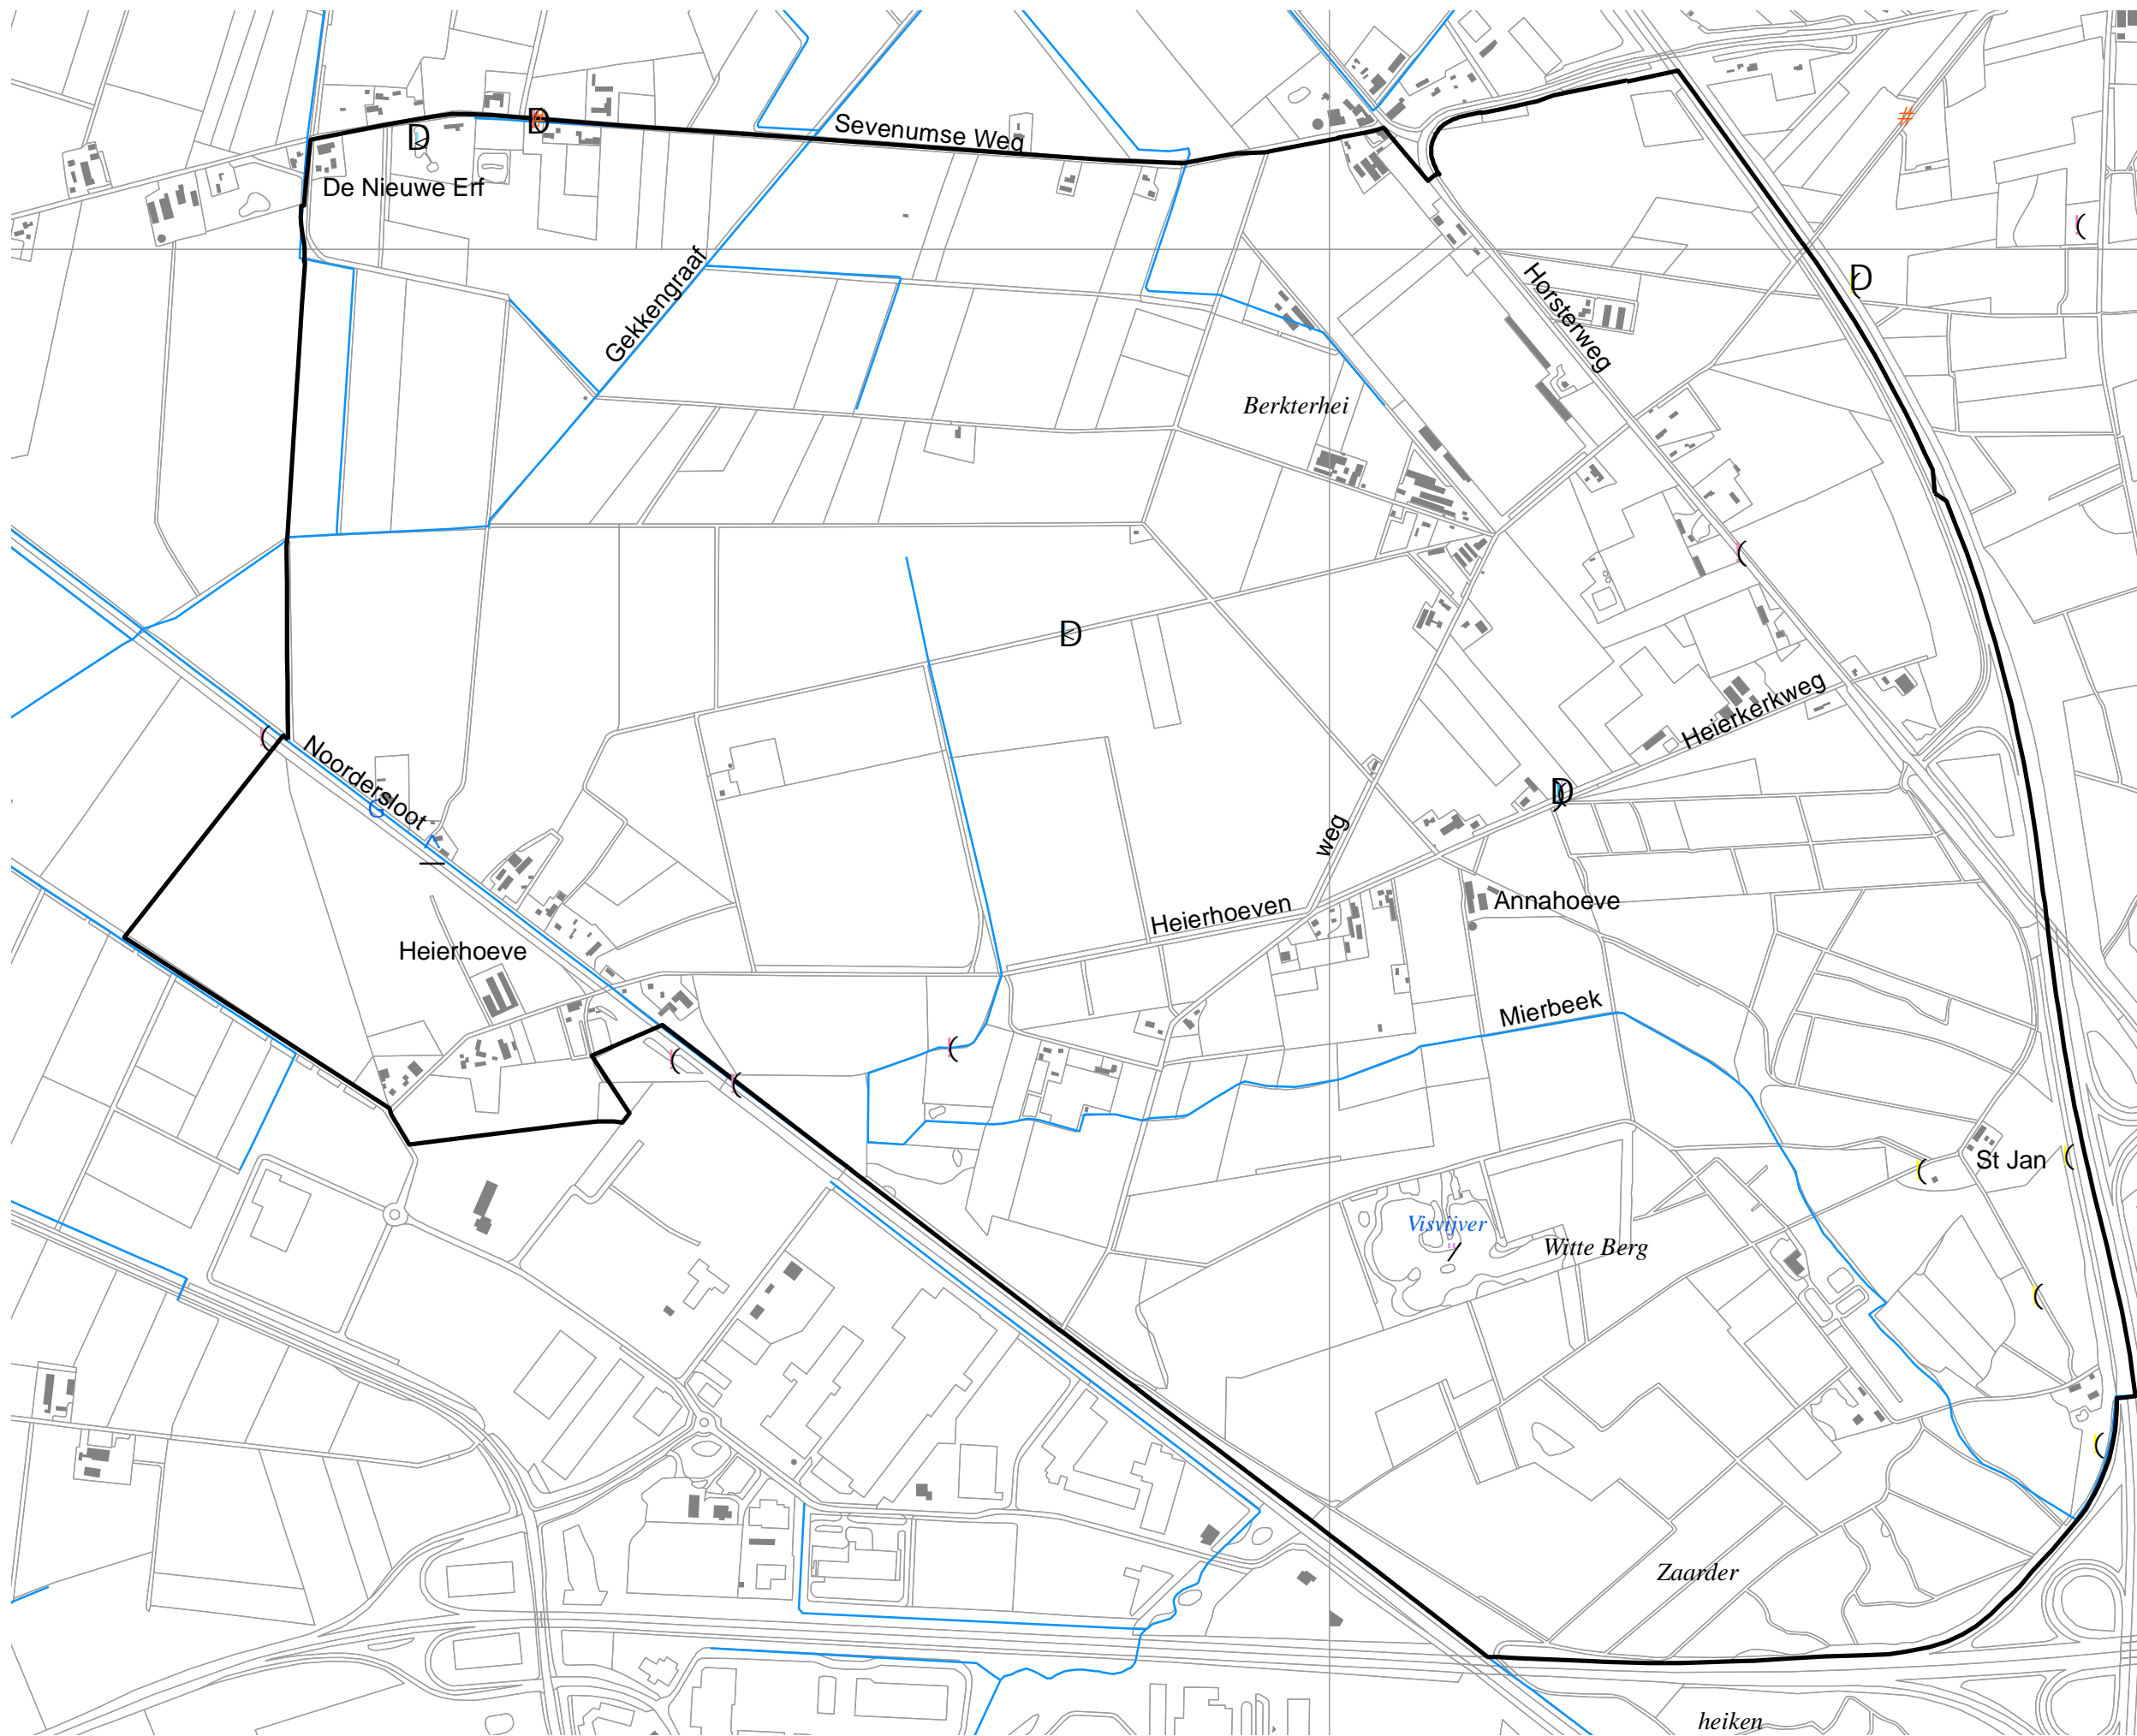 Sevenumse Weg
D
D
#
#
De Nieuwe Erf
(
D
Gekkengraaf
Horsterweg
Berkterhei
(
D
Heierkerkweg
(
Noordersloot
G
D
weg
Annahoeve
Heierhoeven
Heierhoeve
Mierbeek
(
(
(
St Jan
(
(
Visvijver
Witte Berg
(
(
Zaarder
heiken